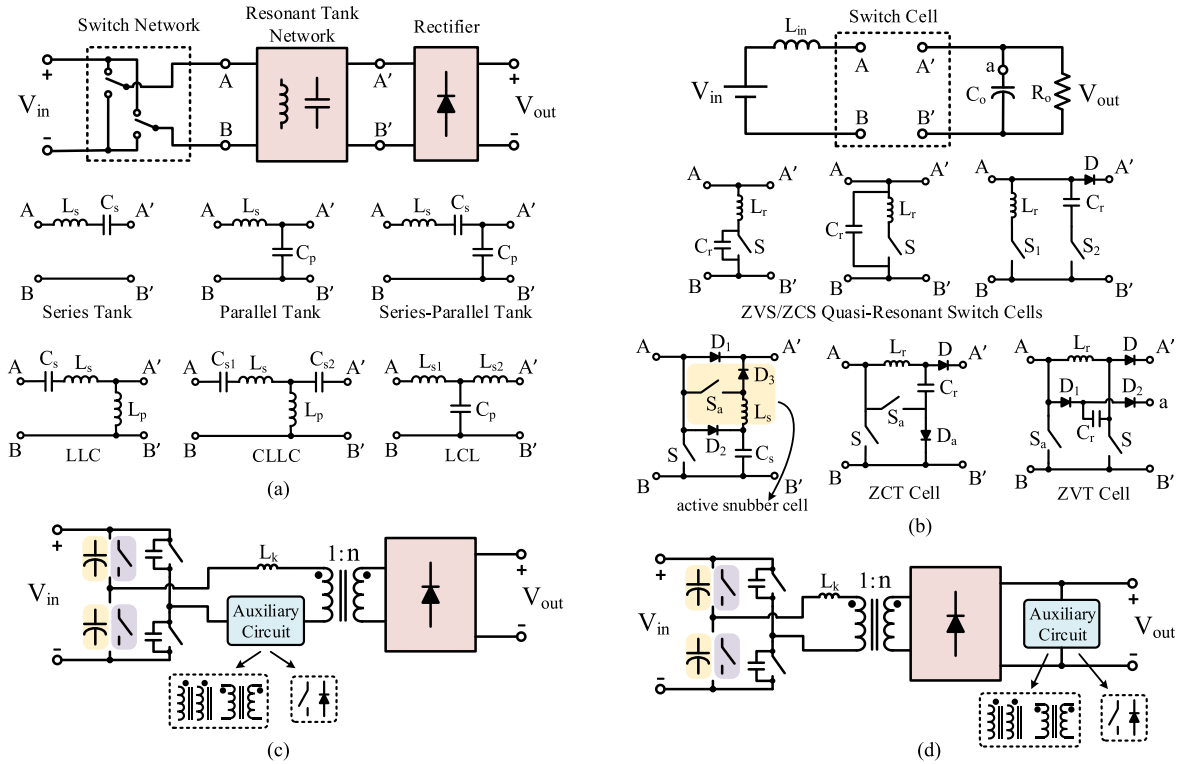 Switch Network
Resonant Tank
Network
Rectifier
+
V_in
-
A
B
A′
B′
+
V_out
-
A
L_s
C_s
A′
B
B′
Series Tank
A
L_s
A′
C_p
B
B′
Parallel Tank
A
L_s
C_s
A′
C_p
B
B′
Series-Parallel Tank
A
C_s
L_s
A′
L_p
B
B′
LLC
A
C_s1
L_s
C_s2
A′
L_p
B
B′
CLLC
A
L_s1
L_s2
A′
C_p
B
B′
LCL
(a)
Switch Cell
L_in
V_in
A
B
A'
B'
a
C_o
R_o
V_out
A
A′
L_r
C_r
S
B
B′
A
A′
L_r
C_r
S
B
B′
A
D
A′
L_r
C_r
S_1
S_2
B
B′
ZVS/ZCS Quasi-Resonant Switch Cells
A
D_1
A′
D_3
S_a
L_s
D_2
S
C_s
B
B′
active snubber cell
A
L_r
D
A′
C_r
S_a
S
D_a
B
B′
ZCT Cell
A
L_r
D
A′
D_1
D_2
a
C_r
S_a
S
B
B′
ZVT Cell
(b)
+
V_in
-
L_k
1:n
Auxiliary
Circuit
V_out
+
-
(c)
+
V_in
-
L_k
1:n
Auxiliary
Circuit
+
V_out
-
(d)